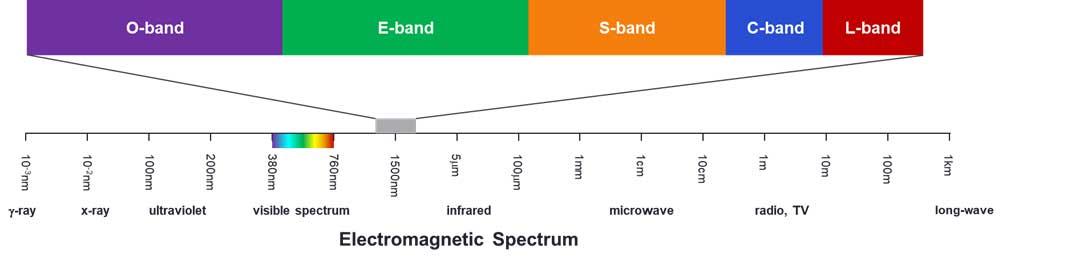 O-band E-band S-band C-band L-band
10⁻³nm 10⁻²nm 100nm 200nm 380nm 760nm 1500nm 5μm 100μm 1mm 1cm 10cm 1m 10m 100m 1km
γ-ray x-ray ultraviolet visible spectrum infrared microwave radio, TV long-wave
Electromagnetic Spectrum